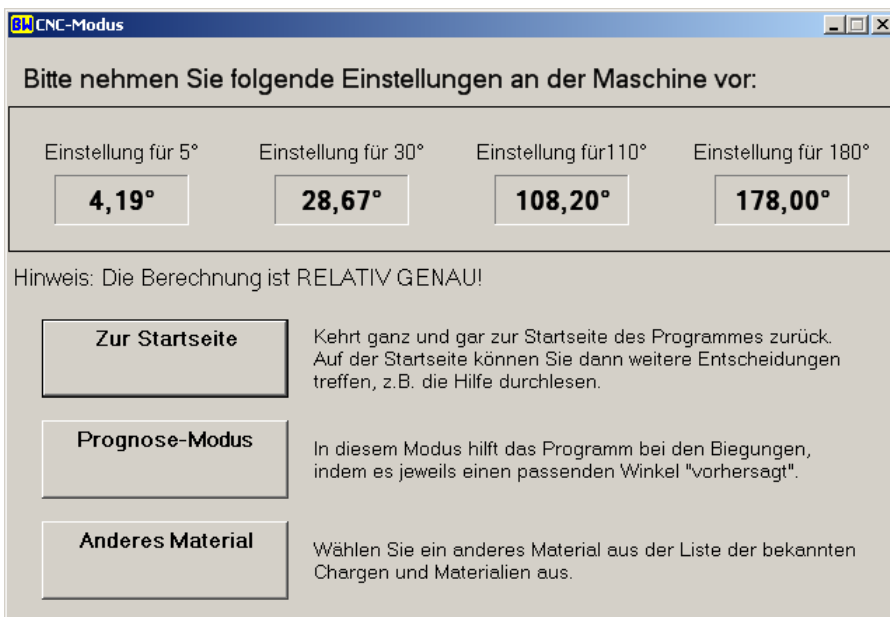 BW CNC-Modus
Bitte nehmen Sie folgende Einstellungen an der Maschine vor:
Einstellung für 5° Einstellung für 30° Einstellung für110° Einstellung für 180°
4,19° 28,67° 108,20° 178,00°
Hinweis: Die Berechnung ist RELATIV GENAU!
Zur Startseite
Kehrt ganz und gar zur Startseite des Programmes zurück.
Auf der Startseite können Sie dann weitere Entscheidungen
treffen, z.B. die Hilfe durchlesen.
Prognose-Modus
In diesem Modus hilft das Programm bei den Biegungen,
indem es jeweils einen passenden Winkel "vorhersagt".
Anderes Material
Wählen Sie ein anderes Material aus der Liste der bekannten
Chargen und Materialien aus.